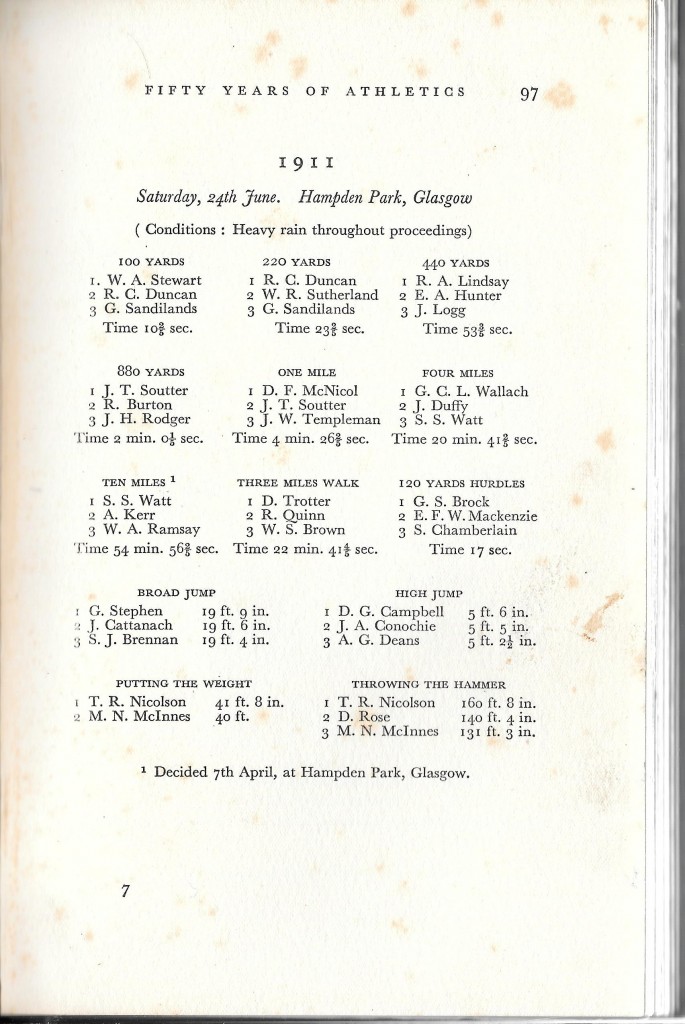 FIFTY YEARS OF ATHLETICS 97
1911
Saturday, 24th June. Hampden Park, Glasgow
( Conditions : Heavy rain throughout proceedings)
100 YARDS
1. W. A. Stewart
2 R. C. Duncan
3 G. Sandilands
Time 10⅖ sec.
220 YARDS
1 R. C. Duncan
2 W. R. Sutherland
3 G. Sandilands
Time 23⅖ sec.
440 YARDS
1 R. A. Lindsay
2 E. A. Hunter
3 J. Logg
Time 53⅖ sec.
880 YARDS
1 J. T. Soutter
2 R. Burton
3 J. H. Rodger
Time 2 min. 0⅕ sec.
ONE MILE
1 D. F. McNicol
2 J. T. Soutter
3 J. W. Templeman
Time 4 min. 26⅖ sec.
FOUR MILES
1 G. C. L. Wallach
2 J. Duffy
3 S. S. Watt
Time 20 min. 41⅖ sec.
TEN MILES ¹
1 S. S. Watt
2 A. Kerr
3 W. A. Ramsay
Time 54 min. 56⅖ sec.
THREE MILES WALK
1 D. Trotter
2 R. Quinn
3 W. S. Brown
Time 22 min. 41⅘ sec.
120 YARDS HURDLES
1 G. S. Brock
2 E. F. W. Mackenzie
3 S. Chamberlain
Time 17 sec.
BROAD JUMP
1 G. Stephen 19 ft. 9 in.
2 J. Cattanach 19 ft. 6 in.
3 S. J. Brennan 19 ft. 4 in.
HIGH JUMP
1 D. G. Campbell 5 ft. 6 in.
2 J. A. Conochie 5 ft. 5 in.
3 A. G. Deans 5 ft. 2½ in.
PUTTING THE WEIGHT
1 T. R. Nicolson 41 ft. 8 in.
2 M. N. McInnes 40 ft.
THROWING THE HAMMER
1 T. R. Nicolson 160 ft. 8 in.
2 D. Rose 140 ft. 4 in.
3 M. N. McInnes 131 ft. 3 in.
¹ Decided 7th April, at Hampden Park, Glasgow.
7